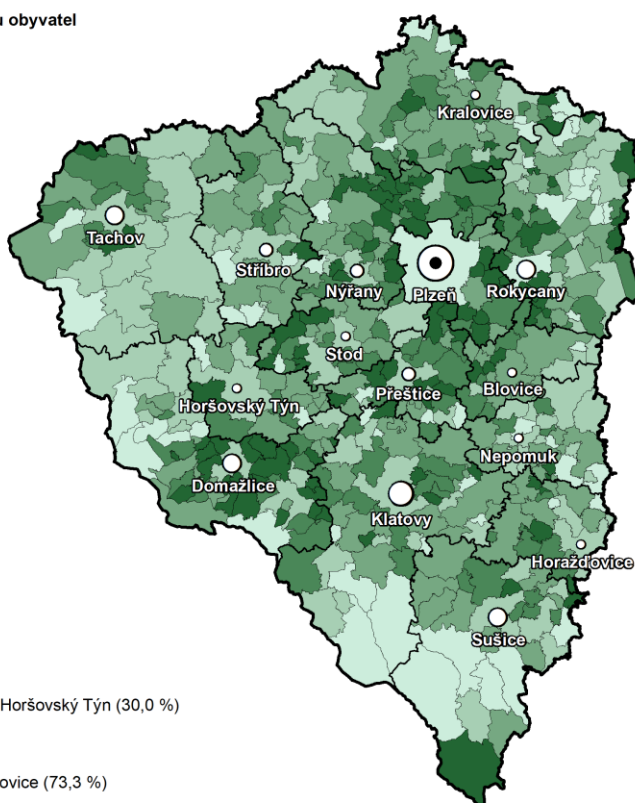 u obyvatel
Kralovice
Tachov
Stříbro
Nýřany
Plzeň
Rokycany
Stod
Přeštice
Blovice
Horšovský Týn
Nepomuk
Domažlice
Klatovy
Horažďovice
Sušice
Horšovský Týn (30,0 %)
ovice (73,3 %)